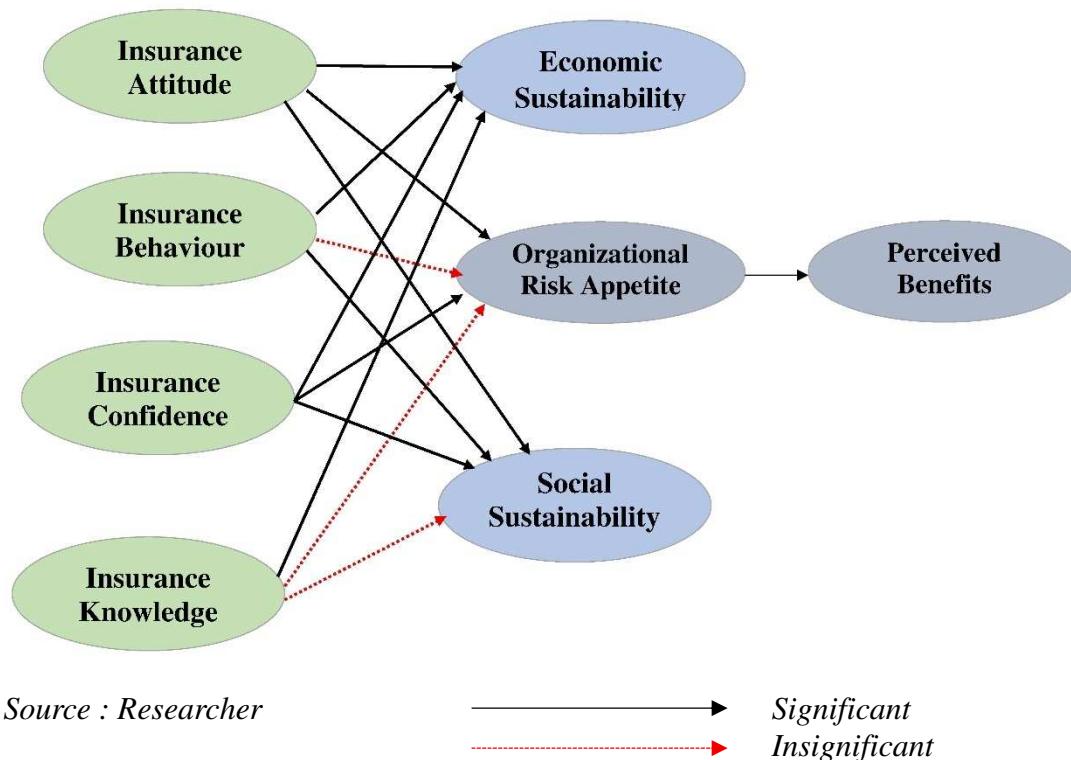 Insurance
Attitude
Economic
Sustainability
Insurance
Behaviour
Organizational
Risk Appetite
Perceived
Benefits
Insurance
Confidence
Social
Sustainability
Insurance
Knowledge
Source : Researcher
Significant
Insignificant